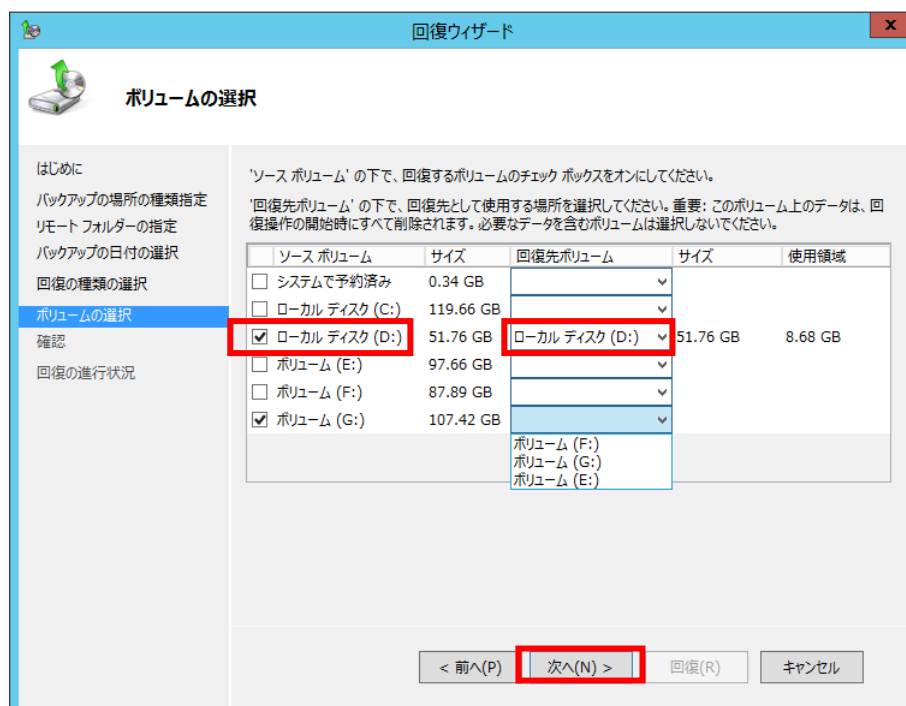 回復ウィザード
x
ボリュームの選択
はじめに
バックアップの場所の種類指定
リモート フォルダーの指定
バックアップの日付の選択
回復の種類の選択
ボリュームの選択
確認
回復の進行状況
'ソース ボリューム' の下で、回復するボリュームのチェック ボックスをオンにしてください。
'回復先ボリューム' の下で、回復先として使用する場所を選択してください。重要: このボリューム上のデータは、回
復操作の開始時にすべて削除されます。必要なデータを含むボリュームは選択しないでください。
ソース ボリューム サイズ 回復先ボリューム サイズ 使用領域
システムで予約済み 0.34 GB
ローカル ディスク (C:) 119.66 GB
ローカル ディスク (D:) 51.76 GB ローカル ディスク (D:) 51.76 GB 8.68 GB
ボリューム (E:) 97.66 GB
ボリューム (F:) 87.89 GB
ボリューム (G:) 107.42 GB
ボリューム (F:)
ボリューム (G:)
ボリューム (E:)
< 前へ(P) 次へ(N) > 回復(R) キャンセル